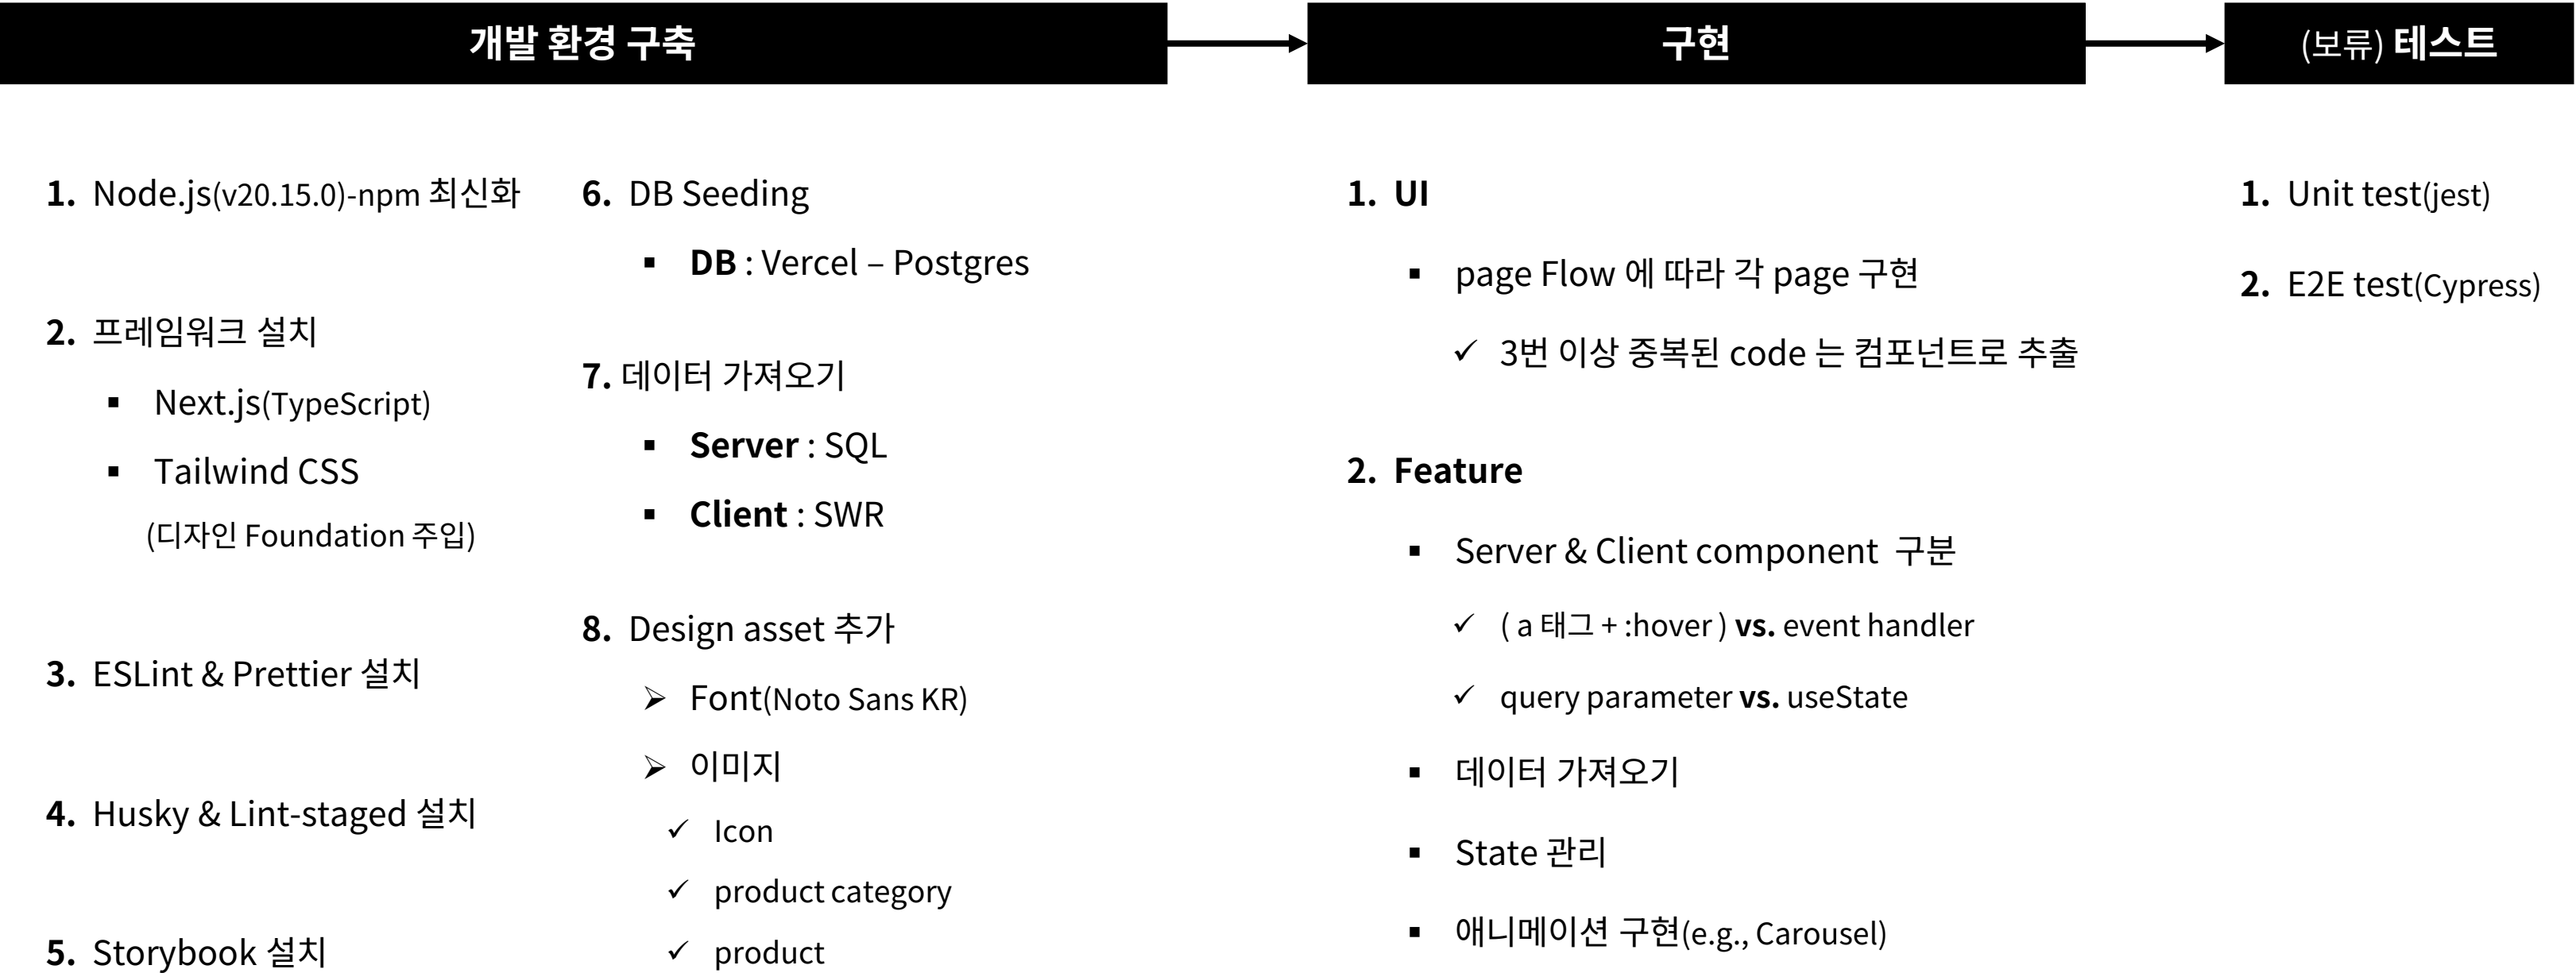 개발 환경 구축
1. Node.js(v20.15.0)-npm 최신화
2. 프레임워크 설치
▪ Next.js(TypeScript)
▪ Tailwind CSS
(디자인 Foundation 주입)
3. ESLint & Prettier 설치
4. Husky & Lint-staged 설치
5. Storybook 설치
6. DB Seeding
▪ DB : Vercel – Postgres
7. 데이터 가져오기
▪ Server : SQL
▪ Client : SWR
8. Design asset 추가
➢ Font(Noto Sans KR)
➢ 이미지
✓ Icon
✓ product category
✓ product
구현
1. UI
▪ page Flow 에 따라 각 page 구현
✓ 3번 이상 중복된 code 는 컴포넌트로 추출
2. Feature
▪ Server & Client component 구분
✓ ( a 태그 + :hover ) vs. event handler
✓ query parameter vs. useState
▪ 데이터 가져오기
▪ State 관리
▪ 애니메이션 구현(e.g., Carousel)
(보류) 테스트
1. Unit test(jest)
2. E2E test(Cypress)